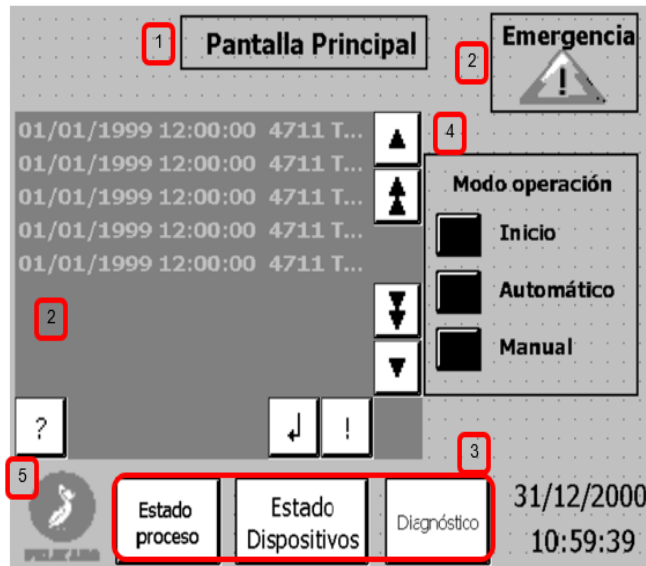 1
Pantalla Principal
2
Emergencia
!
01/01/1999 12:00:00 4711 T...
01/01/1999 12:00:00 4711 T...
01/01/1999 12:00:00 4711 T...
01/01/1999 12:00:00 4711 T...
01/01/1999 12:00:00 4711 T...
2
?
!
4
Modo operación
Inicio
Automático
Manual
3
5
Estado
proceso
Estado
Dispositivos
Diagnóstico
31/12/2000
10:59:39